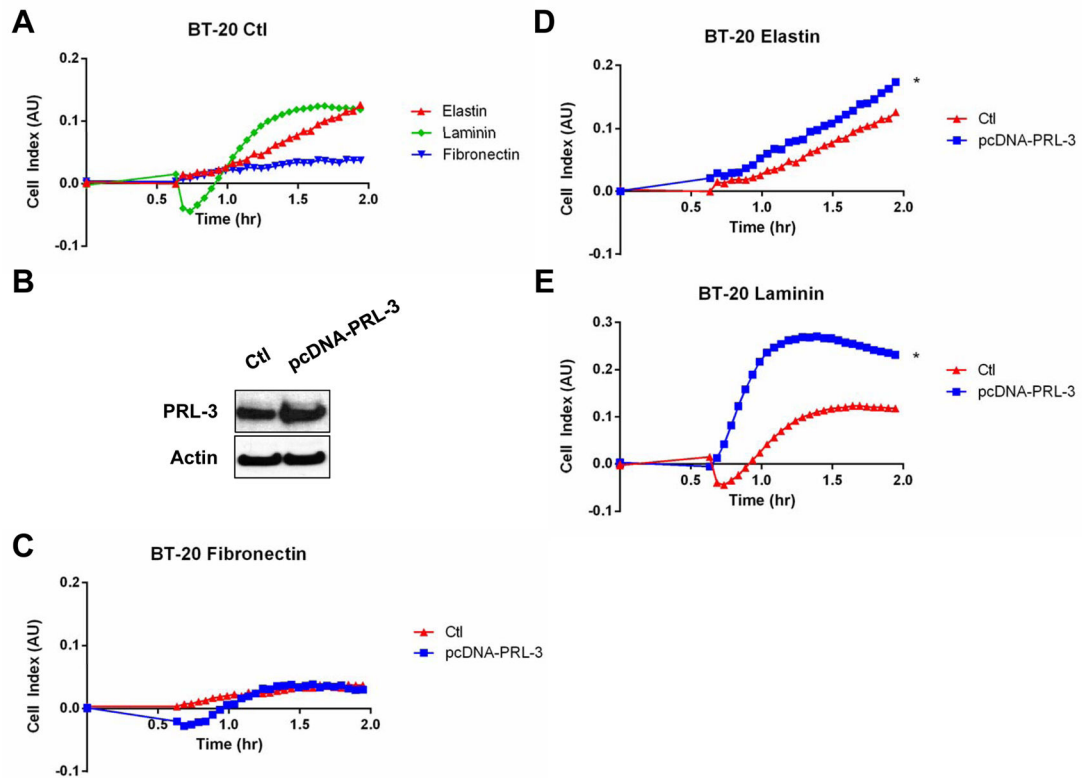 A
BT-20 Ctl
0.2
0.1
0.0
-0.1
Cell Index (AU)
0.5
1.0
1.5
2.0
Time (hr)
Elastin
Laminin
Fibronectin
B
Ctl
pcDNA-PRL-3
PRL-3
Actin
C
BT-20 Fibronectin
0.2
0.1
0.0
-0.1
Cell Index (AU)
0.5
1.0
1.5
2.0
Time (hr)
Ctl
pcDNA-PRL-3
D
BT-20 Elastin
0.2
0.1
0.0
-0.1
Cell Index (AU)
0.5
1.0
1.5
2.0
Time (hr)
*
Ctl
pcDNA-PRL-3
E
BT-20 Laminin
0.3
0.2
0.1
0.0
-0.1
Cell Index (AU)
0.5
1.0
1.5
2.0
Time (hr)
*
Ctl
pcDNA-PRL-3